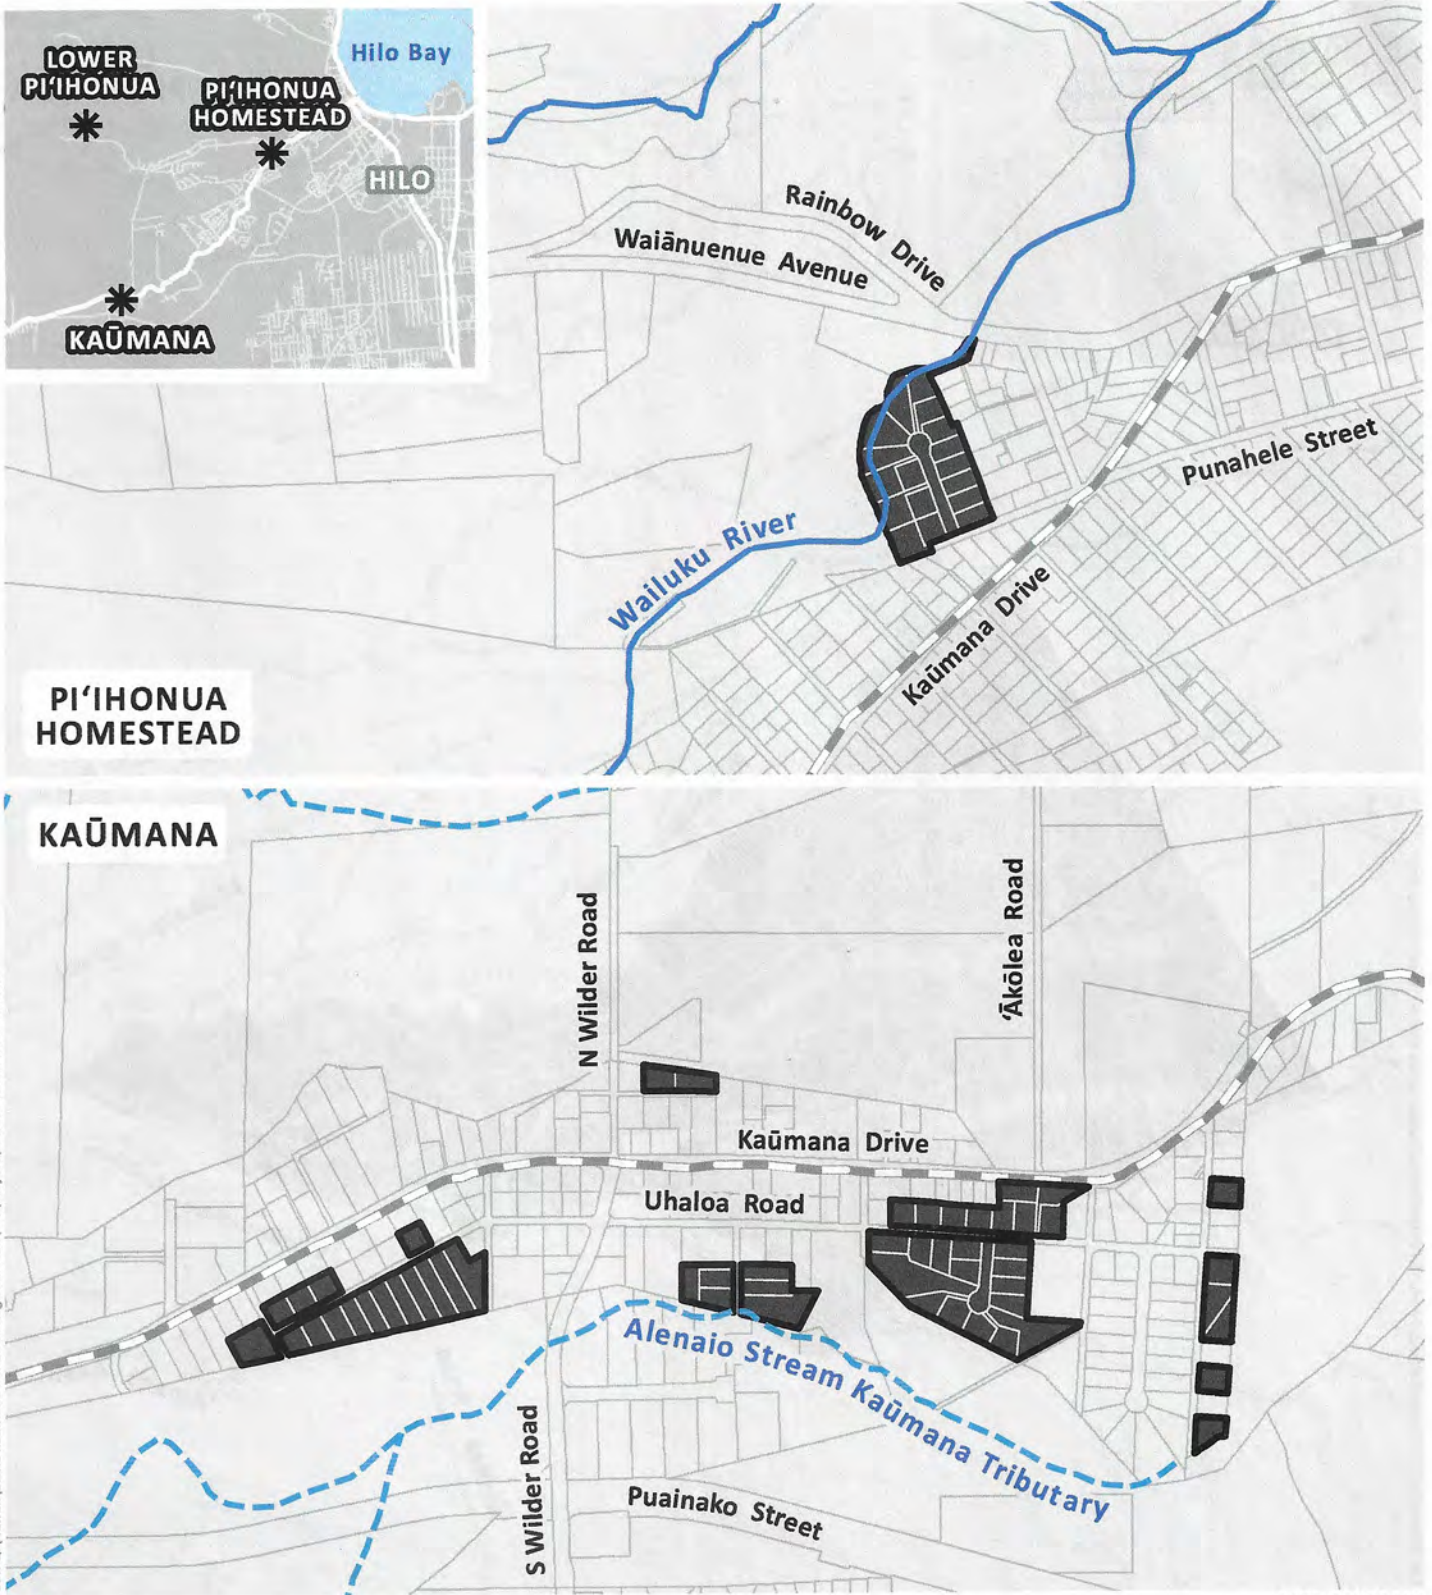 Hilo Bay
LOWER
PI‘IHONUA
PI‘IHONUA
HOMESTEAD
HILO
KAŪMANA
Rainbow Drive
Waiānuenue Avenue
Punahele Street
Wailuku River
Kaūmana Drive
PI‘IHONUA
HOMESTEAD
KAŪMANA
N Wilder Road
‘Ākōlea Road
Kaūmana Drive
Uhaloa Road
Alenaio Stream Kaūmana Tributary
S Wilder Road
Puainako Street